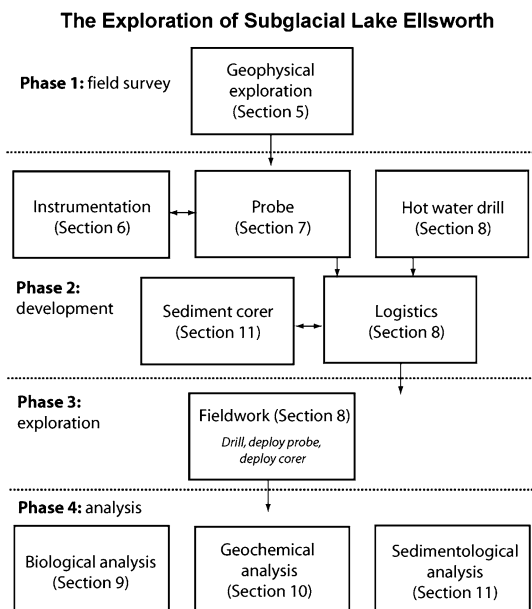 The Exploration of Subglacial Lake Ellsworth
Phase 1: field survey
Geophysical
exploration
(Section 5)
Instrumentation
(Section 6)
Probe
(Section 7)
Hot water drill
(Section 8)
Phase 2:
development
Sediment corer
(Section 11)
Logistics
(Section 8)
Phase 3:
exploration
Fieldwork (Section 8)
Drill, deploy probe,
deploy corer
Phase 4: analysis
Biological analysis
(Section 9)
Geochemical
analysis
(Section 10)
Sedimentological
analysis
(Section 11)